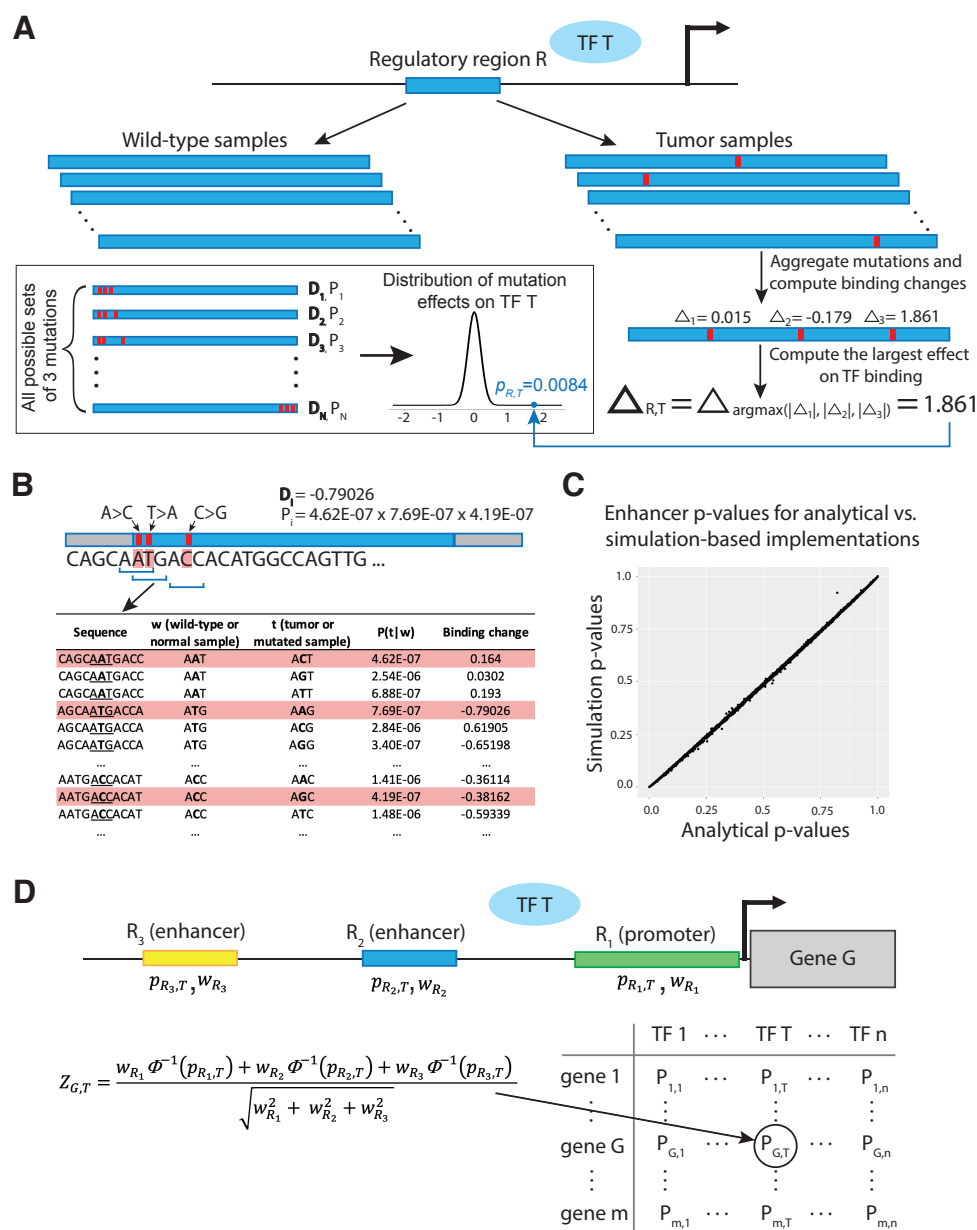 A
TF T
Regulatory region R
Wild-type samples
Tumor samples
Aggregate mutations and
compute binding changes
All possible sets
of 3 mutations
D1, P1
D2, P2
D3, P3
DN, PN
Distribution of mutation
effects on TF T
pR,T=0.0084
-2 -1 0 1 2
△1= 0.015 △2= -0.179 △3= 1.861
Compute the largest effect
on TF binding
△R,T = △argmax(|△1|, |△2|, |△3|) = 1.861
B
Di = -0.79026
Pi = 4.62E-07 x 7.69E-07 x 4.19E-07
A>C T>A C>G
CAGCAATGACCACATGGCCAGTTG ...
Sequence w (wild-type or normal sample) t (tumor or mutated sample) P(t|w) Binding change
CAGCAATGACC AAT ACT 4.62E-07 0.164
CAGCAATGACC AAT AGT 2.54E-06 0.0302
CAGCAATGACC AAT ATT 6.88E-07 0.193
AGCAATGACCA ATG AAG 7.69E-07 -0.79026
AGCAATGACCA ATG ACG 2.84E-06 0.61905
AGCAATGACCA ATG AGG 3.40E-07 -0.65198
... ... ... ... ...
AATGACCACAT ACC AAC 1.41E-06 -0.36114
AATGACCACAT ACC AGC 4.19E-07 -0.38162
AATGACCACAT ACC ATC 1.48E-06 -0.59339
... ... ... ... ...
C
Enhancer p-values for analytical vs.
simulation-based implementations
Simulation p-values
1.0
0.75
0.50
0.25
0.0
0.0 0.25 0.5 0.75 1.0
Analytical p-values
D
TF T
R3 (enhancer) R2 (enhancer) R1 (promoter)
Gene G
pR3,T , wR3 pR2,T , wR2 pR1,T , wR1
ZG,T = (wR1 Φ⁻¹(pR1,T) + wR2 Φ⁻¹(pR2,T) + wR3 Φ⁻¹(pR3,T)) / √(w²R1 + w²R2 + w²R3)
TF 1 ··· TF T ··· TF n
gene 1 P1,1 ··· P1,T ··· P1,n
gene G PG,1 ··· PG,T ··· PG,n
gene m Pm,1 ··· Pm,T ··· Pm,n